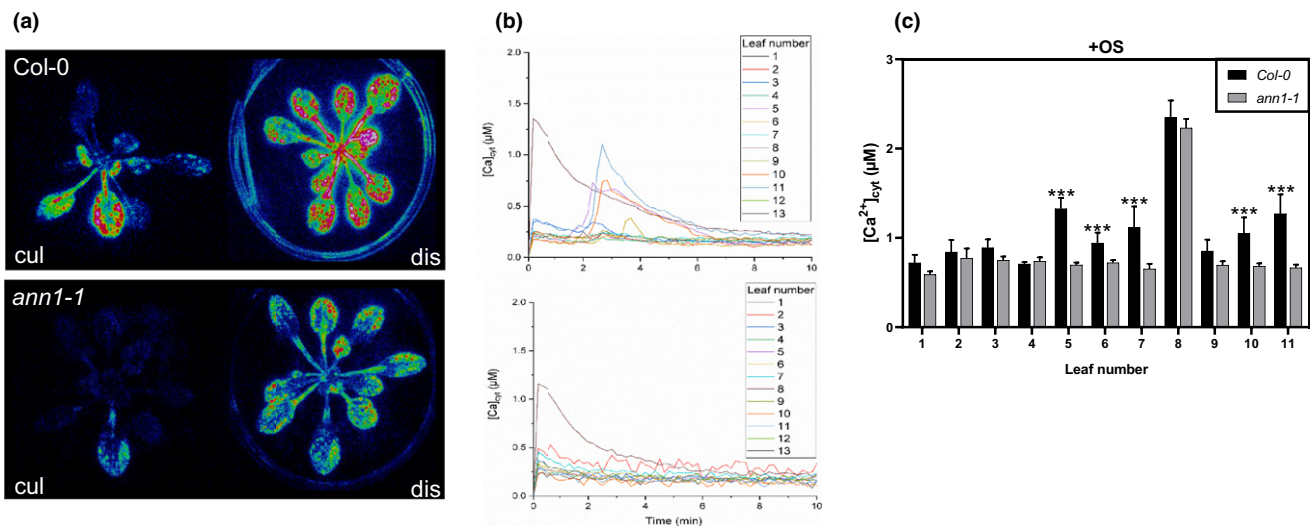 (a)
Col-0
cul
dis
ann1-1
cul
dis
(b)
2.0
1.5
1.0
0.5
0.0
[Ca]cyt (µM)
0 2 4 6 8 10
Leaf number
1
2
3
4
5
6
7
8
9
10
11
12
13
2.0
1.5
1.0
0.5
0.0
[Ca]cyt (µM)
0 2 4 6 8 10
Time (min)
Leaf number
1
2
3
4
5
6
7
8
9
10
11
12
13
(c)
+OS
Col-0
ann1-1
3
2
1
0
[Ca2+]cyt (µM)
*** *** *** *** ***
1 2 3 4 5 6 7 8 9 10 11
Leaf number